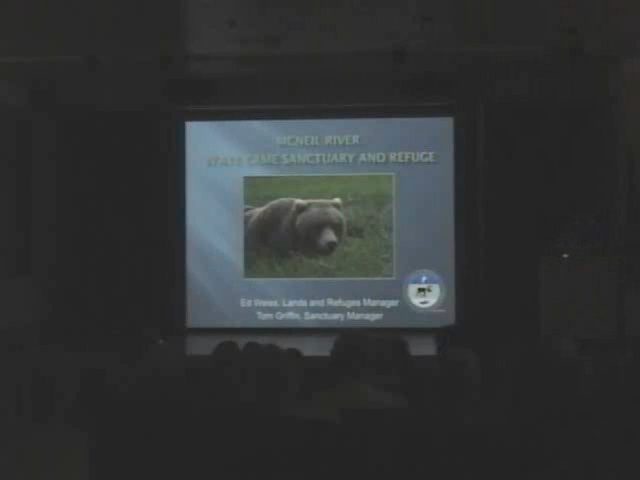 MCNEIL RIVER
STATE GAME SANCTUARY AND REFUGE
Ed Weiss, Lands and Refuges Manager
Tom Griffin, Sanctuary Manager